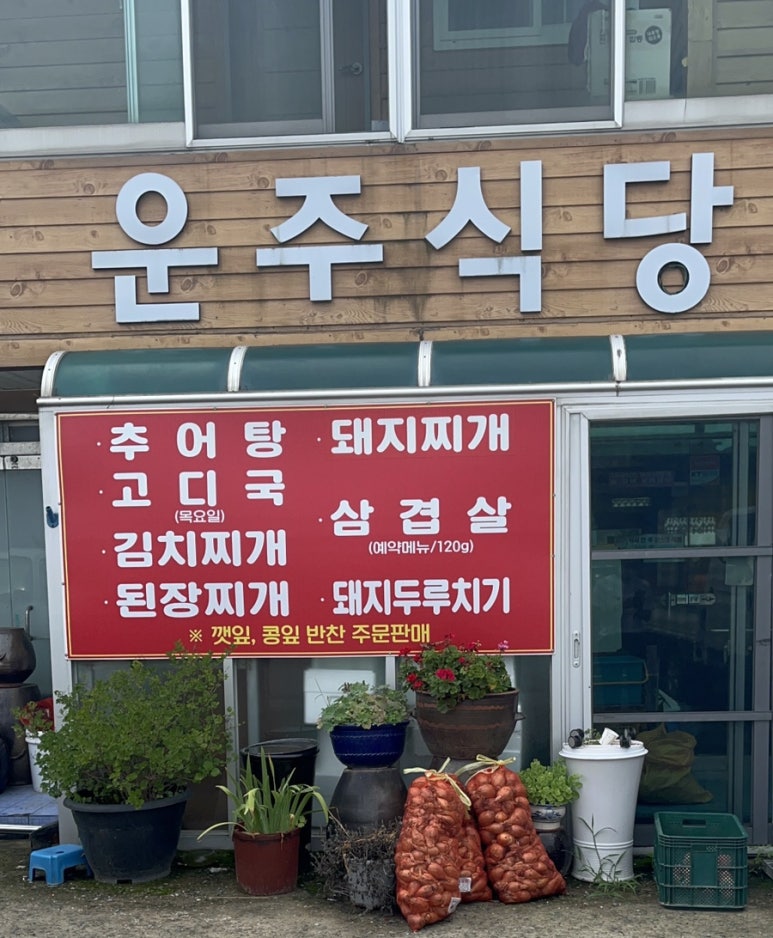 운주식당
· 추어탕
· 고디국
(목요일)
· 김치찌개
· 된장찌개
· 돼지찌개
· 삼겹살
(예약메뉴/120g)
· 돼지두루치기
※ 깻잎, 콩잎 반찬 주문판매